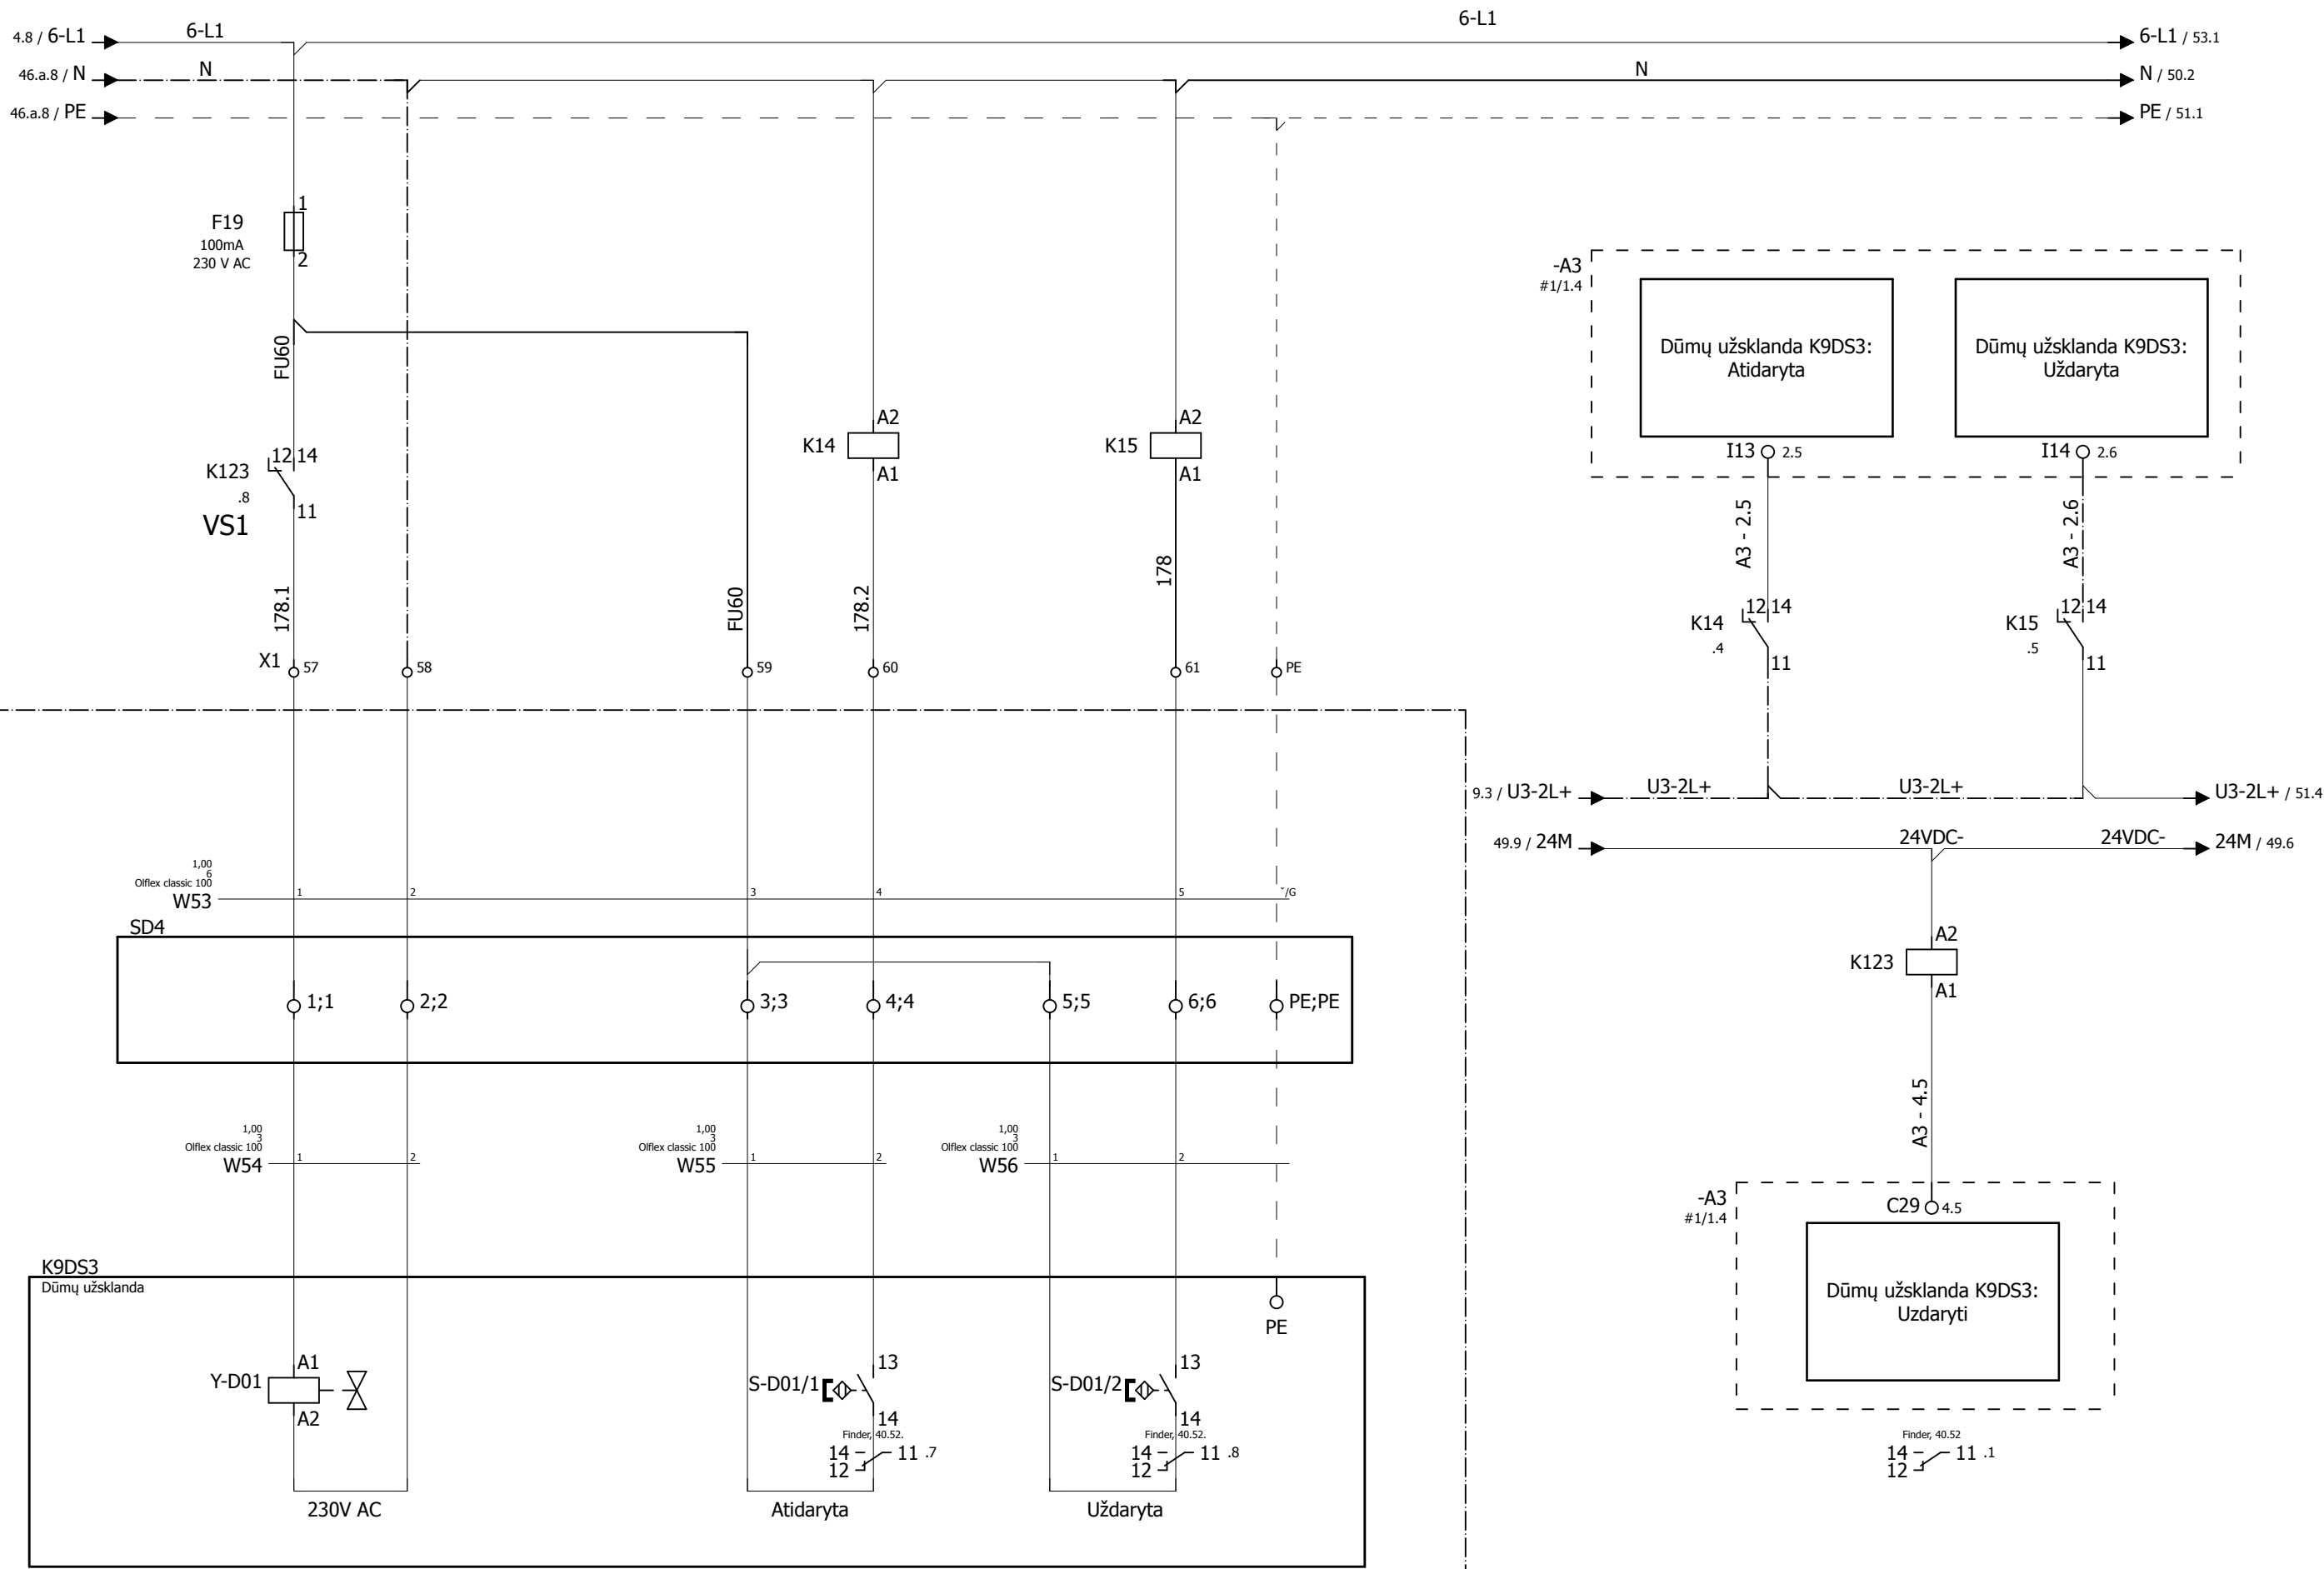 6-L1
4.8 / 6-L1
6-L1
6-L1 / 53.1
46.a.8 / N
N
N
N / 50.2
46.a.8 / PE
PE / 51.1
1
F19
100mA
230 V AC
2
FU60
12 14
K123
.8
11
VS1
178.1
FU60
A2
K14
A1
178.2
A2
K15
A1
178
X1
57
58
59
60
61
PE
-A3
#1/1.4
Dūmų užsklanda K9DS3:
Atidaryta
Dūmų užsklanda K9DS3:
Uždaryta
I13 2.5
I14 2.6
A3 - 2.5
A3 - 2.6
12 14
K14
.4
11
12 14
K15
.5
11
9.3 / U3-2L+
U3-2L+
U3-2L+
U3-2L+ / 51.4
49.9 / 24M
24VDC-
24VDC-
24M / 49.6
A2
K123
A1
A3 - 4.5
-A3
#1/1.4
C29 4.5
Dūmų užsklanda K9DS3:
Uzdaryti
Finder, 40.52
14 11 .1
12
1,00
6
Olflex classic 100
W53
1 2 3 4 5 ˇ/G
SD4
1;1 2;2 3;3 4;4 5;5 6;6 PE;PE
1,00
3
Olflex classic 100
W54
1 2
1,00
3
Olflex classic 100
W55
1 2
1,00
3
Olflex classic 100
W56
1 2
K9DS3
Dūmų užsklanda
PE
A1
Y-D01
A2
230V AC
13
S-D01/1
14
Finder, 40.52.
14 11 .7
12
Atidaryta
13
S-D01/2
14
Finder, 40.52.
14 11 .8
12
Uždaryta